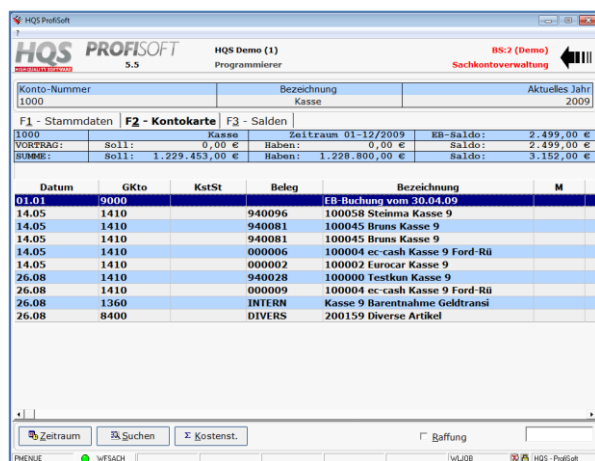 HQS ProfiSoft
?
HQS PROFISOFT HQS Demo (1) BS:2 (Demo)
HIGH QUALITY SOFTWARE 5.5 Programmierer Sachkontoverwaltung
Konto-Nummer Bezeichnung Aktuelles Jahr
1000 Kasse 2009
F1 - Stammdaten F2 - Kontokarte F3 - Salden
1000 Kasse Zeitraum 01-12/2009 EB-Saldo: 2.499,00 €
VORTRAG: Soll: 0,00 € Haben: 0,00 € Saldo: 2.499,00 €
SUMME: Soll: 1.229.453,00 € Haben: 1.228.800,00 € Saldo: 3.152,00 €
Datum GKto KstSt Beleg Bezeichnung M
01.01 9000 EB-Buchung vom 30.04.09
14.05 1410 940096 100058 Steinma Kasse 9
14.05 1410 940081 100045 Bruns Kasse 9
14.05 1410 940081 100045 Bruns Kasse 9
14.05 1410 000006 100004 ec-cash Kasse 9 Ford-Rü
14.05 1410 000002 100002 Eurocar Kasse 9
26.08 1410 940028 100000 Testkun Kasse 9
26.08 1410 000009 100004 ec-cash Kasse 9 Ford-Rü
26.08 1360 INTERN Kasse 9 Barentnahme Geldtransi
26.08 8400 DIVERS 200159 Diverse Artikel
Zeitraum Suchen Σ Kostenst. Raffung
PMENUE WFSACH WLJOB HQS - ProfiSoft